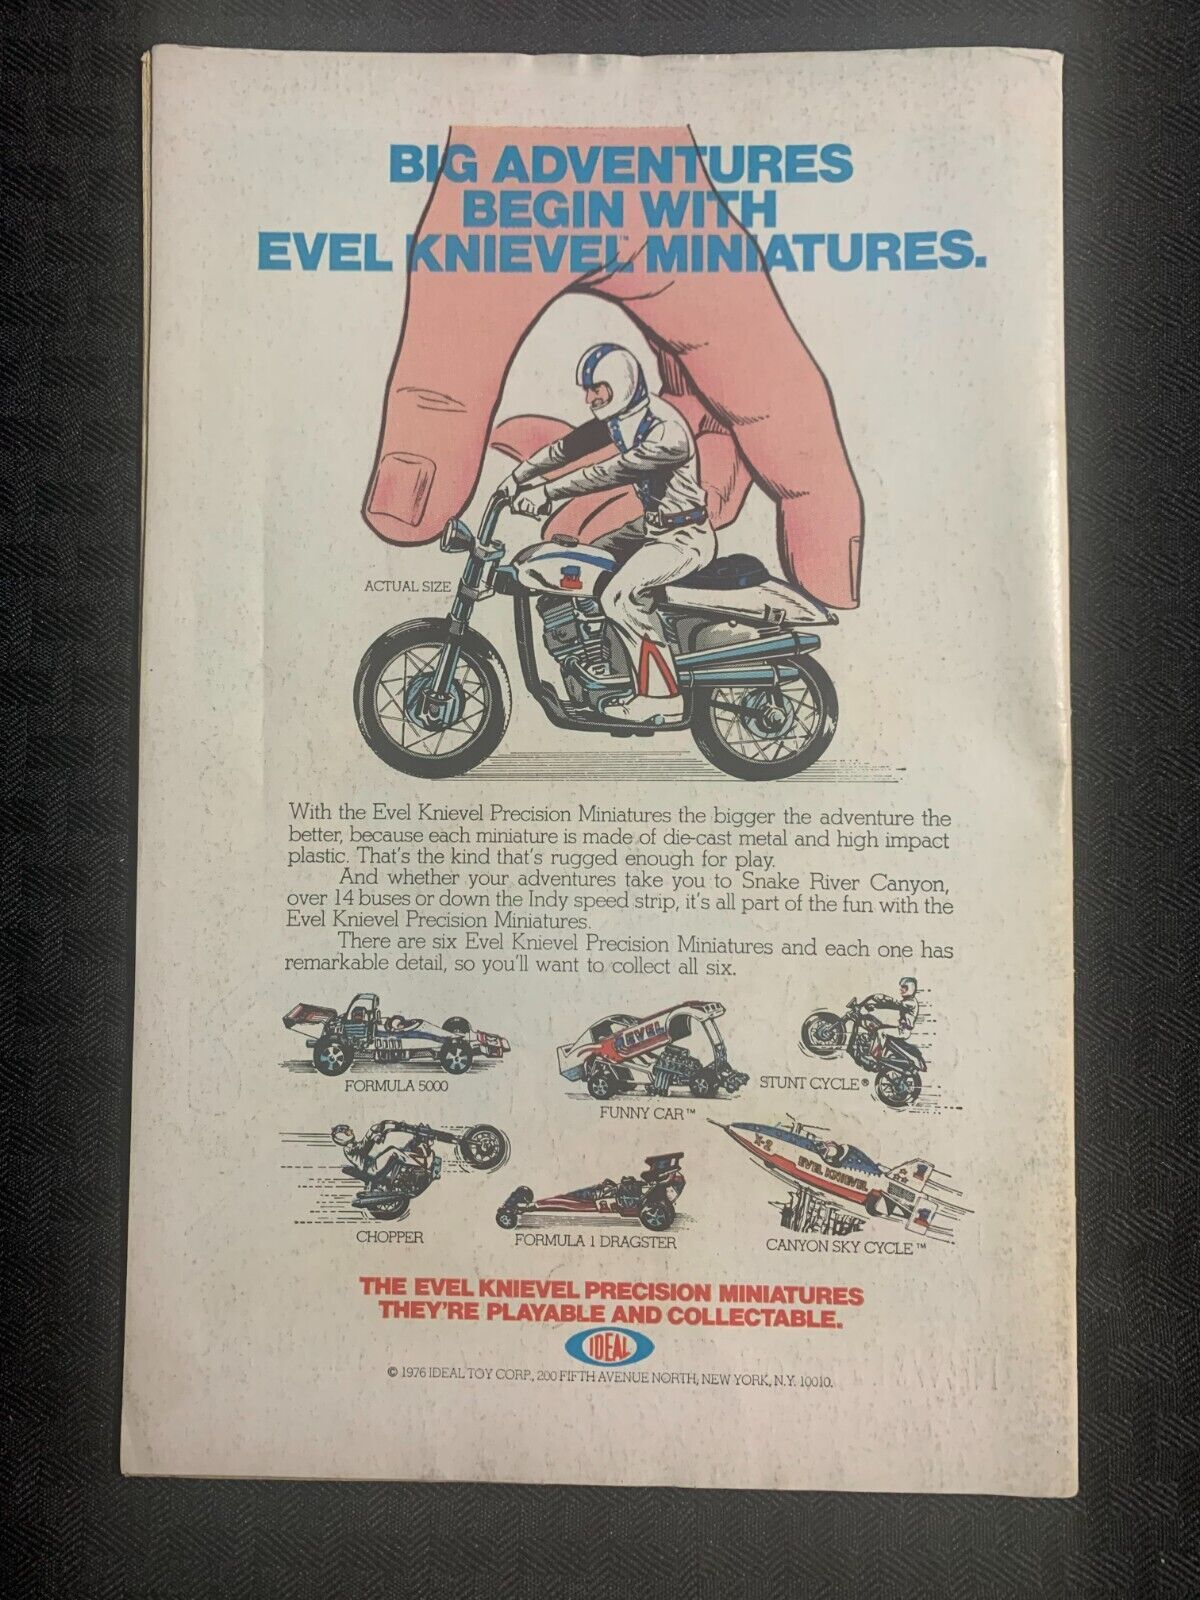 BIG ADVENTURES
BEGIN WITH
EVEL KNIEVEL™ MINIATURES.
ACTUAL SIZE
With the Evel Knievel Precision Miniatures the bigger the adventure the
better, because each miniature is made of die-cast metal and high impact
plastic. That's the kind that's rugged enough for play.
And whether your adventures take you to Snake River Canyon,
over 14 buses or down the Indy speed strip, it's all part of the fun with the
Evel Knievel Precision Miniatures.
There are six Evel Knievel Precision Miniatures and each one has
remarkable detail, so you'll want to collect all six.
FORMULA 5000
EVEL
FUNNY CAR™
STUNT CYCLE®
CHOPPER
FORMULA 1 DRAGSTER
X-2
EVEL KNIEVEL
CANYON SKY CYCLE™
THE EVEL KNIEVEL PRECISION MINIATURES
THEY'RE PLAYABLE AND COLLECTABLE.
IDEAL
© 1976 IDEAL TOY CORP., 200 FIFTH AVENUE NORTH, NEW YORK, N.Y. 10010.